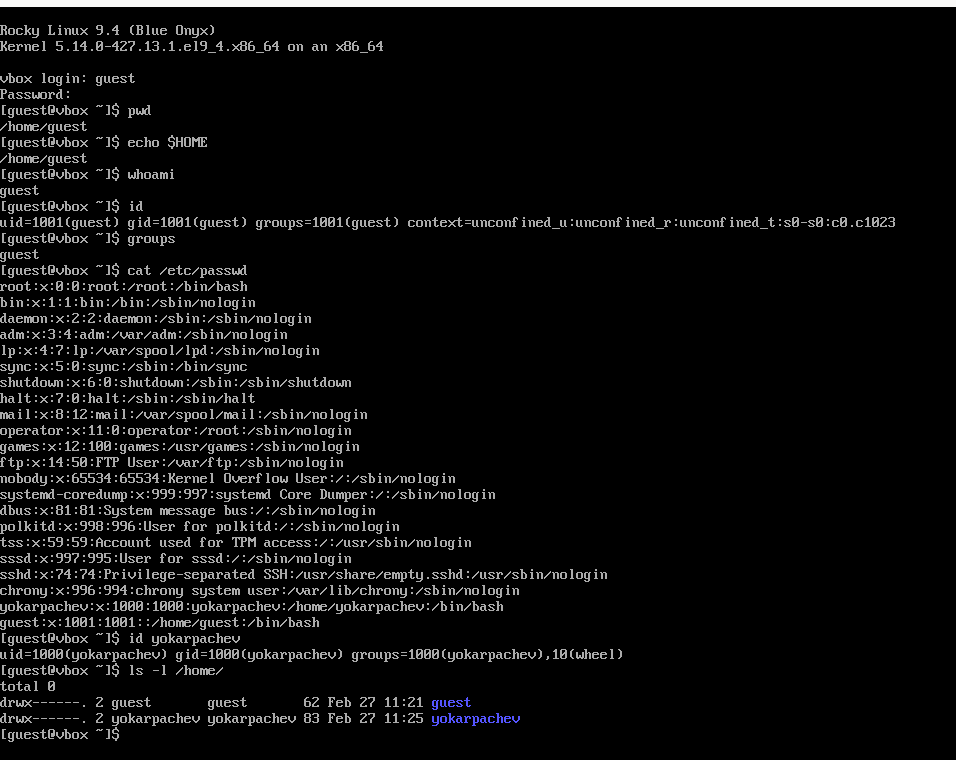 Rocky Linux 9.4 (Blue Onyx)
Kernel 5.14.0-427.13.1.el9_4.x86_64 on an x86_64
vbox login: guest
Password:
[guest@vbox ~]$ pwd
/home/guest
[guest@vbox ~]$ echo $HOME
/home/guest
[guest@vbox ~]$ whoami
guest
[guest@vbox ~]$ id
uid=1001(guest) gid=1001(guest) groups=1001(guest) context=unconfined_u:unconfined_r:unconfined_t:s0-s0:c0.c1023
[guest@vbox ~]$ groups
guest
[guest@vbox ~]$ cat /etc/passwd
root:x:0:0:root:/root:/bin/bash
bin:x:1:1:bin:/bin:/sbin/nologin
daemon:x:2:2:daemon:/sbin:/sbin/nologin
adm:x:3:4:adm:/var/adm:/sbin/nologin
lp:x:4:7:lp:/var/spool/lpd:/sbin/nologin
sync:x:5:0:sync:/sbin:/bin/sync
shutdown:x:6:0:shutdown:/sbin:/sbin/shutdown
halt:x:7:0:halt:/sbin:/sbin/halt
mail:x:8:12:mail:/var/spool/mail:/sbin/nologin
operator:x:11:0:operator:/root:/sbin/nologin
games:x:12:100:games:/usr/games:/sbin/nologin
ftp:x:14:50:FTP User:/var/ftp:/sbin/nologin
nobody:x:65534:65534:Kernel Overflow User:/:/sbin/nologin
systemd-coredump:x:999:997:systemd Core Dumper:/:/sbin/nologin
dbus:x:81:81:System message bus:/:/sbin/nologin
polkitd:x:998:996:User for polkitd:/:/sbin/nologin
tss:x:59:59:Account used for TPM access:/:/usr/sbin/nologin
sssd:x:997:995:User for sssd:/:/sbin/nologin
sshd:x:74:74:Privilege-separated SSH:/usr/share/empty.sshd:/usr/sbin/nologin
chrony:x:996:994:chrony system user:/var/lib/chrony:/sbin/nologin
yokarpachev:x:1000:1000:yokarpachev:/home/yokarpachev:/bin/bash
guest:x:1001:1001::/home/guest:/bin/bash
[guest@vbox ~]$ id yokarpachev
uid=1000(yokarpachev) gid=1000(yokarpachev) groups=1000(yokarpachev),10(wheel)
[guest@vbox ~]$ ls -l /home/
total 0
drwx------. 2 guest       guest       62 Feb 27 11:21 guest
drwx------. 2 yokarpachev yokarpachev 83 Feb 27 11:25 yokarpachev
[guest@vbox ~]$